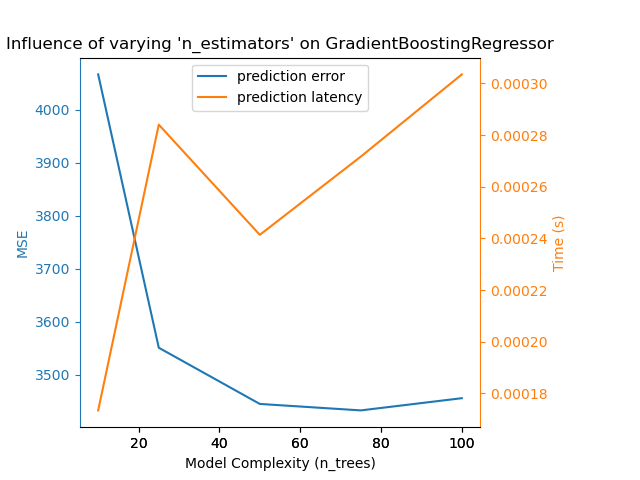 Influence of varying 'n_estimators' on GradientBoostingRegressor
prediction error
prediction latency
4000
3900
3800
3700
3600
3500
MSE
0.00030
0.00028
0.00026
0.00024
0.00022
0.00020
0.00018
Time (s)
20 40 60 80 100
Model Complexity (n_trees)